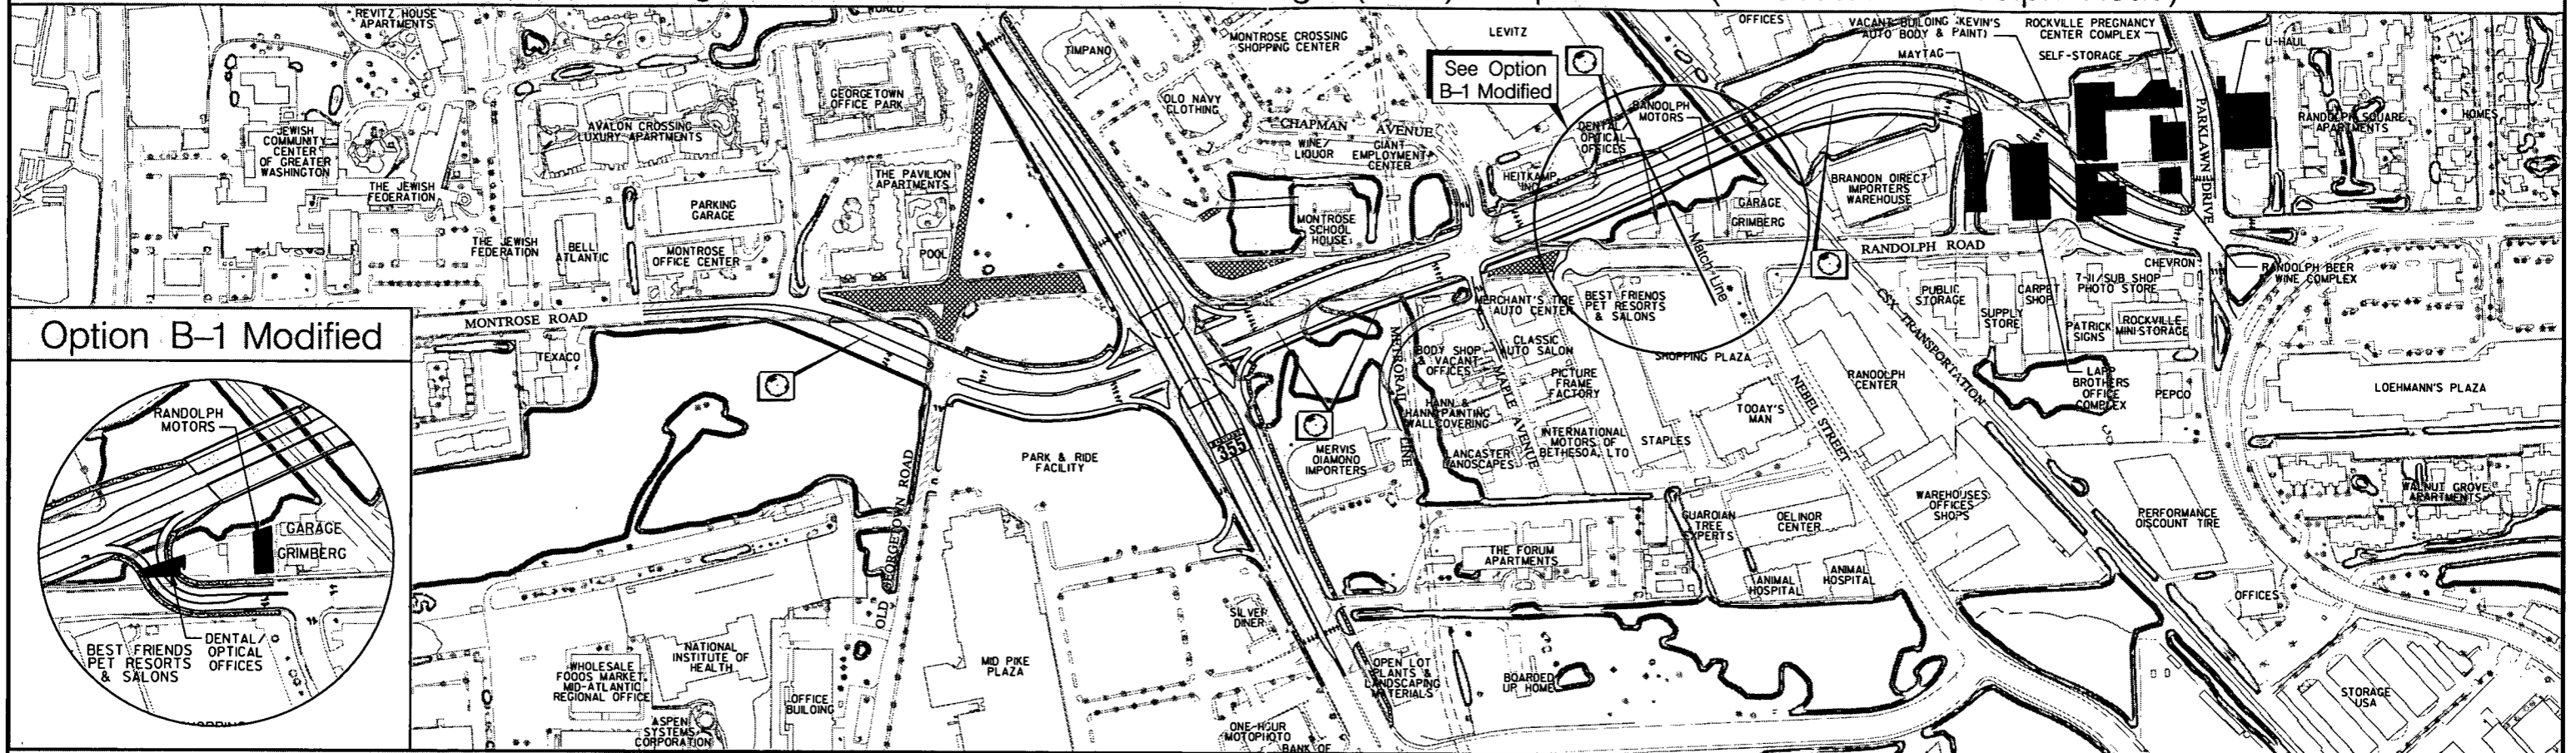 REVITZ HOUSE
APARTMENTS
WORLD
TIMPANO
MONTROSE CROSSING
SHOPPING CENTER
LEVITZ
OFFICES
VACANT BUILDING (KEVIN'S
AUTO BODY & PAINT)
ROCKVILLE PREGNANCY
CENTER COMPLEX
MAYTAG
SELF-STORAGE
U-HAUL
See Option
B-1 Modified
GEORGETOWN
OFFICE PARK
OLD NAVY
CLOTHING
CHAPMAN AVENUE
WINE/
LIQUOR
GIANT
EMPLOYMENT
CENTER
RANDOLPH
MOTORS
DENTAL
OPTICAL
OFFICES
HEITKAMP,
INC.
PARKLAWN DRIVE
RANDOLPH SQUARE
APARTMENTS
HOMES
JEWISH
COMMUNITY
CENTER
OF GREATER
WASHINGTON
AVALON CROSSING
LUXURY APARTMENTS
THE JEWISH
FEDERATION
THE PAVILION
APARTMENTS
PARKING
GARAGE
MONTROSE
SCHOOL
HOUSE
GARAGE
GRIMBERG
BRANDON DIRECT
IMPORTERS
WAREHOUSE
THE JEWISH
FEDERATION
BELL
ATLANTIC
MONTROSE
OFFICE CENTER
POOL
March Line
RANDOLPH ROAD
CHEVRON
RANDOLPH BEER
& WINE COMPLEX
MONTROSE ROAD
MERCHANT'S TIRE
& AUTO CENTER
BEST FRIENDS
PET RESORTS
& SALONS
PUBLIC
STORAGE
CARPET
SHOP
7-11/SUB SHOP
PHOTO STORE
SUPPLY
STORE
PATRICK
SIGNS
ROCKVILLE
MINI-STORAGE
CSX TRANSPORTATION
Option B-1 Modified
TEXACO
METRORAIL LINE
BODY SHOP
& VACANT
OFFICES
CLASSIC
AUTO SALON
SHOPPING PLAZA
PICTURE
FRAME
FACTORY
MAPLE AVENUE
NEBEL STREET
RANDOLPH
CENTER
LAPP
BROTHERS
OFFICE
COMPLEX
PEPCO
LOEHMANN'S PLAZA
HANN &
HANN PAINTING
WALLCOVERING
TODAY'S
MAN
RANDOLPH
MOTORS
355
PARK & RIDE
FACILITY
MERVIS
DIAMOND
IMPORTERS
LANCASTER
LANDSCAPES
INTERNATIONAL
MOTORS OF
BETHESDA, LTD
STAPLES
OLD GEORGETOWN ROAD
WAREHOUSES
OFFICES
SHOPS
WALNUT GROVE
APARTMENTS
PERFORMANCE
DISCOUNT TIRE
GUARDIAN
TREE
EXPERTS
DELINOR
CENTER
GARAGE
GRIMBERG
THE FORUM
APARTMENTS
ANIMAL
HOSPITAL
ANIMAL
HOSPITAL
OFFICES
SILVER
DINER
DENTAL/
OPTICAL
OFFICES
BEST FRIENDS
PET RESORTS
& SALONS
WHOLESALE
FOODS MARKET
MID-ATLANTIC
REGIONAL OFFICE
NATIONAL
INSTITUTE OF
HEALTH
MID PIKE
PLAZA
OPEN LOT
PLANTS &
LANDSCAPING
MATERIALS
BOARDED
UP HOME
STORAGE
USA
OFFICE
BUILDING
ASPEN
SYSTEMS
CORPORATION
ONE-HOUR
MOTOPHOTO
BANK OF